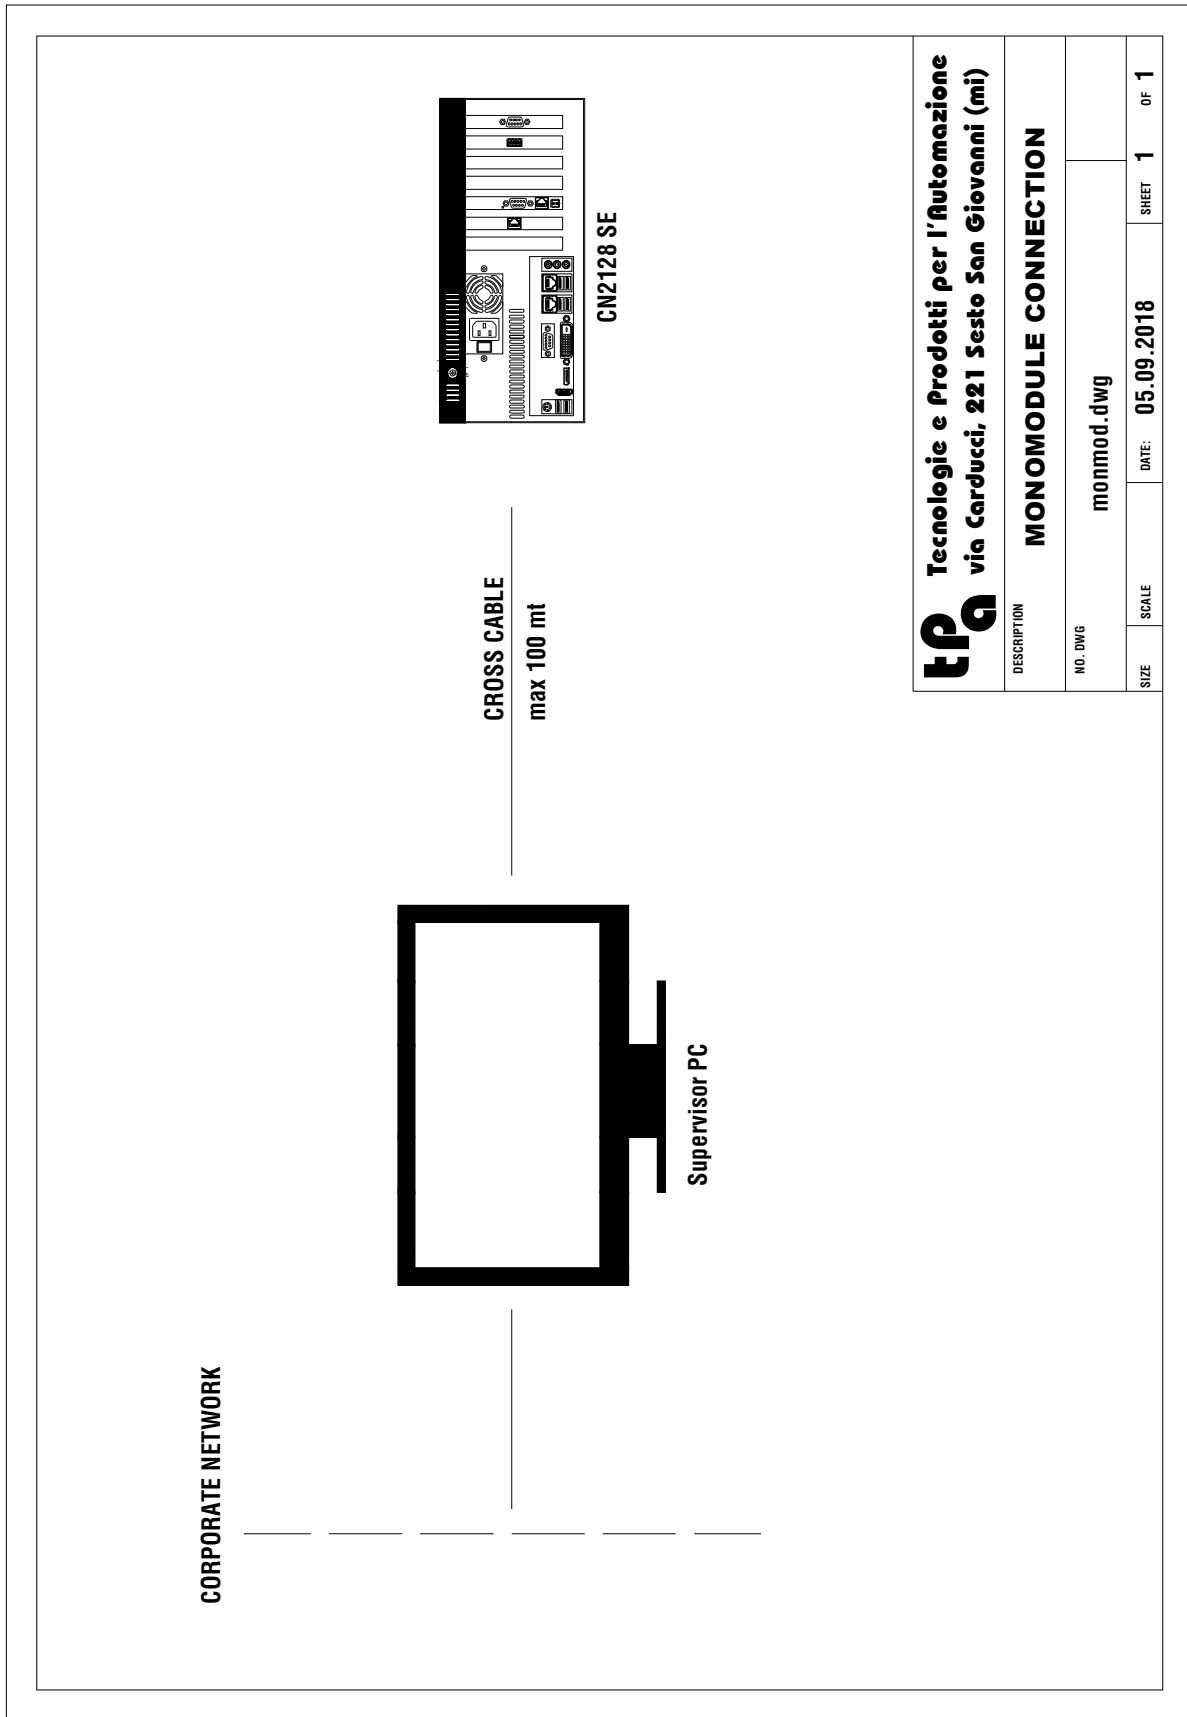 CORPORATE NETWORK
CROSS CABLE
max 100 mt
CN2128 SE
Supervisor PC
tpa
Tecnologie e Prodotti per l'Automazione
via Carducci, 221 Sesto San Giovanni (mi)
DESCRIPTION
MONOMODULE CONNECTION
NO. DWG
monmod.dwg
SIZE
SCALE
DATE: 05.09.2018
SHEET 1 OF 1